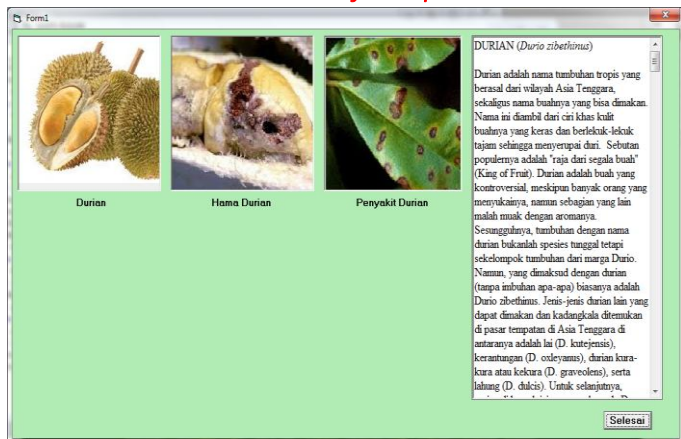 Form1
Durian
Hama Durian
Penyakit Durian
DURIAN (Durio zibethinus)
Durian adalah nama tumbuhan tropis yang
berasal dari wilayah Asia Tenggara,
sekaligus nama buahnya yang bisa dimakan.
Nama ini diambil dari ciri khas kulit
buahnya yang keras dan berlekuk-lekuk
tajam sehingga menyerupai duri. Sebutan
populernya adalah "raja dari segala buah"
(King of Fruit). Durian adalah buah yang
kontroversial, meskipun banyak orang yang
menyukainya, namun sebagian yang lain
malah muak dengan aromanya.
Sesungguhnya, tumbuhan dengan nama
durian bukanlah spesies tunggal tetapi
sekelompok tumbuhan dari marga Durio.
Namun, yang dimaksud dengan durian
(tanpa imbuhan apa-apa) biasanya adalah
Durio zibethinus. Jenis-jenis durian lain yang
dapat dimakan dan kadangkala ditemukan
di pasar tempatan di Asia Tenggara di
antaranya adalah lai (D. kutejensis),
kerantungan (D. oxleyanus), durian kura-
kura atau kekura (D. graveolens), serta
lahung (D. dulcis). Untuk selanjutnya,
Selesai